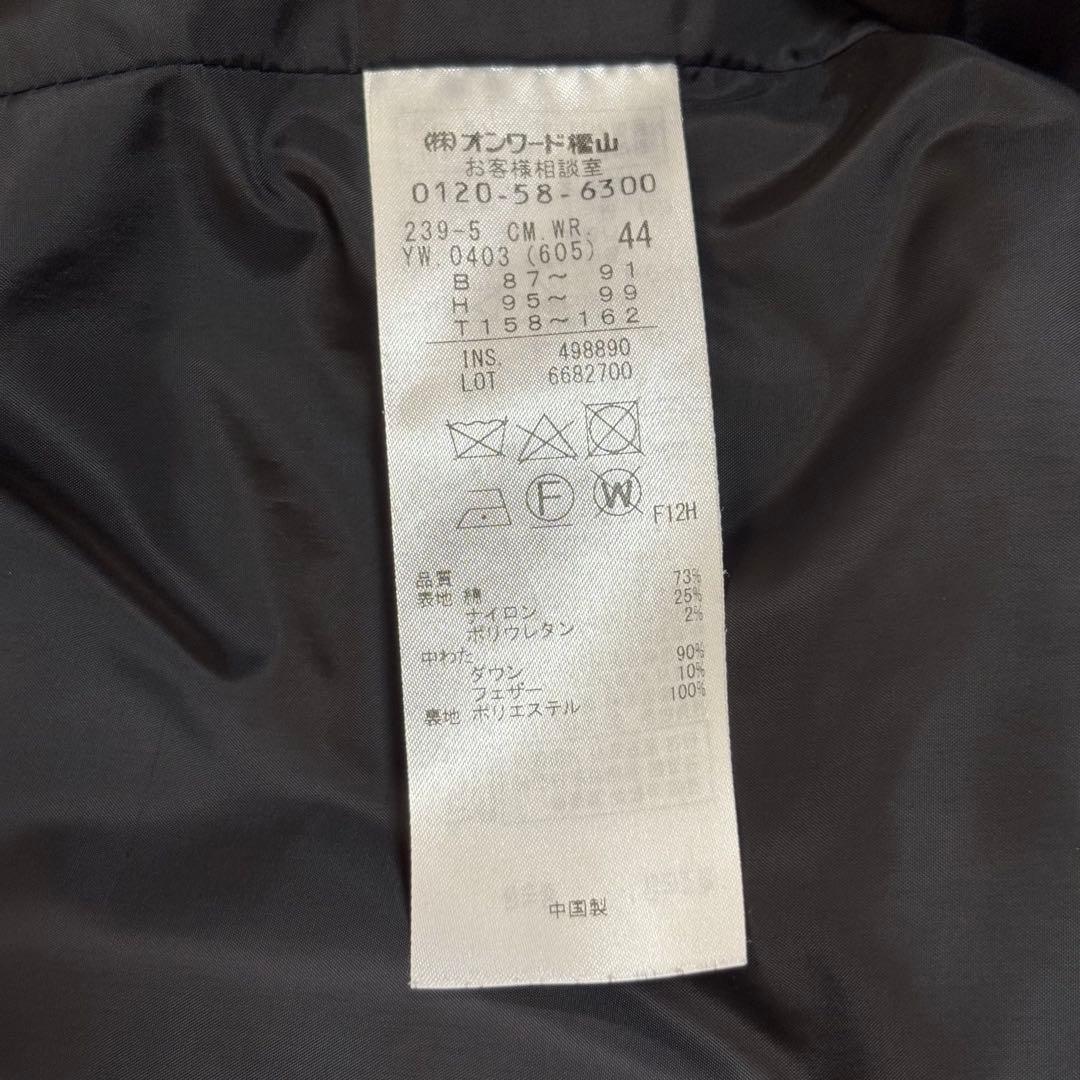 (株)オンワード樫山
お客様相談室
0120-58-6300
239-5 CM.WR. 44
YW.0403(605)
B 87～ 91
H 95～ 99
T158～162
INS. 498890
LOT 6682700
F
W
F12H
品質
表地 綿 73%
ナイロン 25%
ポリウレタン 2%
中わた
ダウン 90%
フェザー 10%
裏地 ポリエステル 100%
中国製